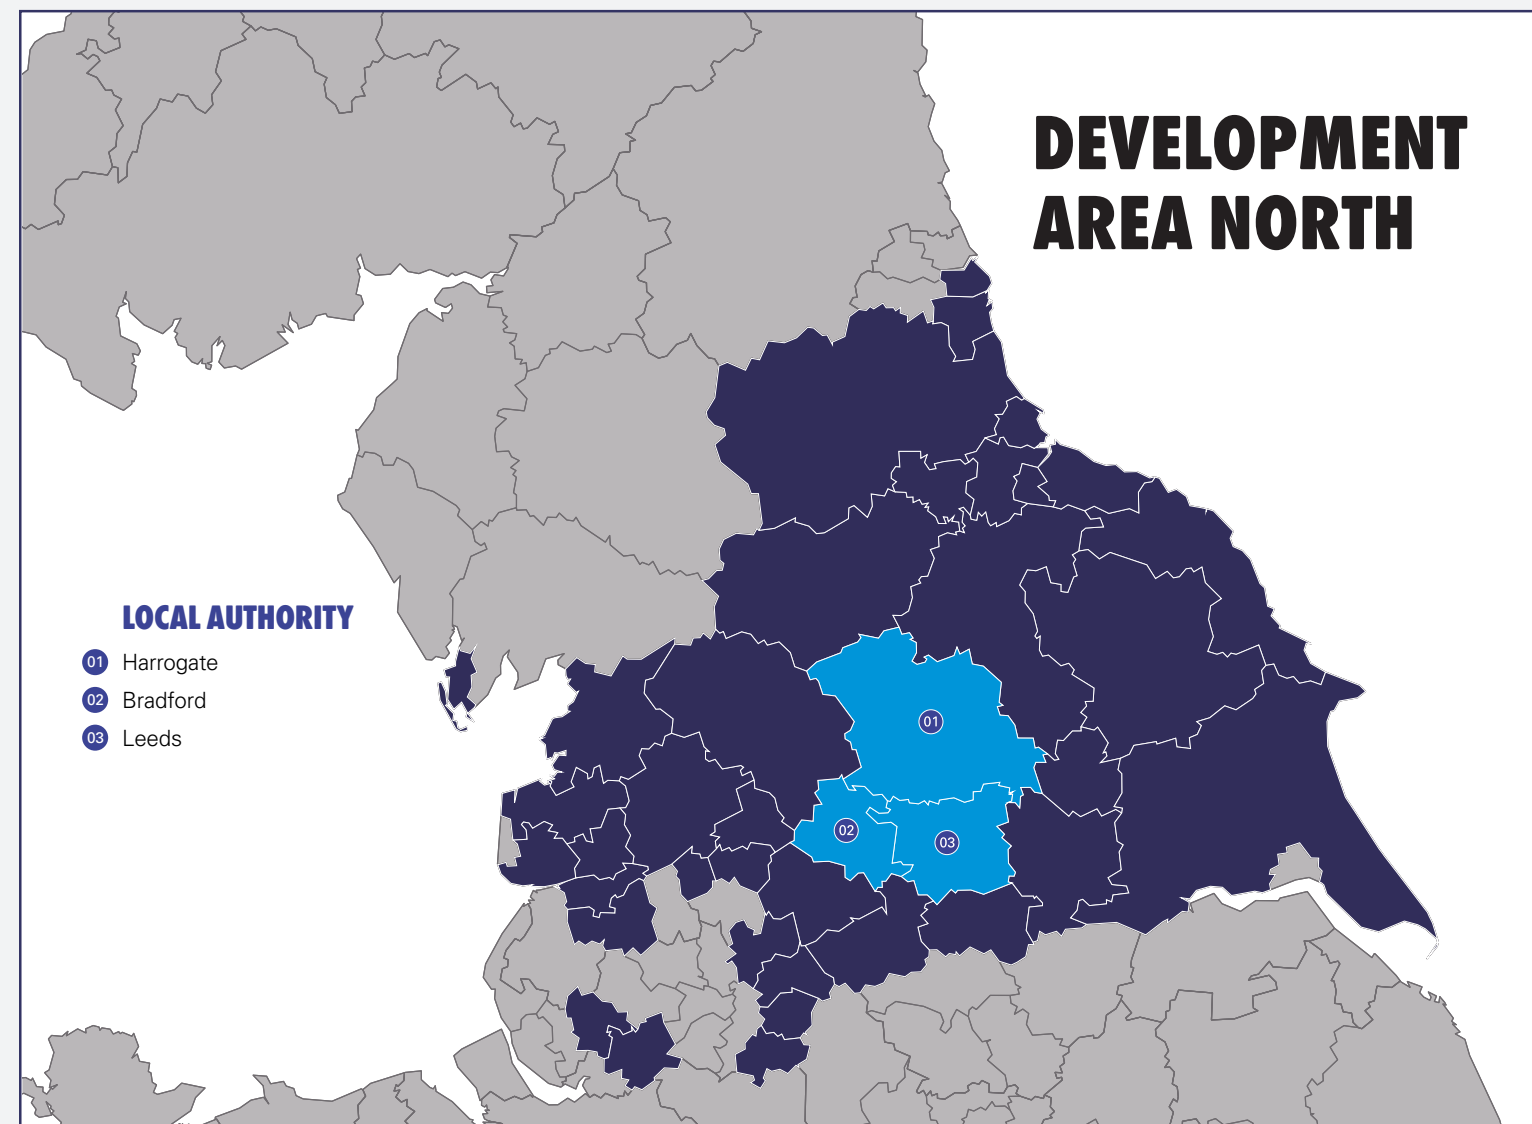 DEVELOPMENT
AREA NORTH
LOCAL AUTHORITY
01 Harrogate
02 Bradford
03 Leeds
01
02
03